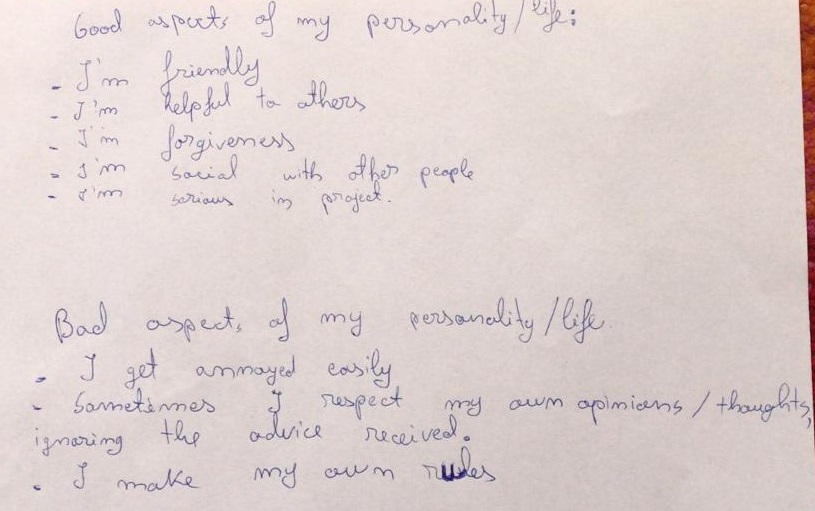 Good aspects of my personality/life:
- I'm friendly
- I'm helpful to others
- I'm forgiveness
- I'm social with other people
- I'm serious in project.
Bad aspects of my personality/life.
- I get annoyed easily
- Sometimes I respect my own opinions/thoughts,
ignoring the advice received.
- I make my own rules